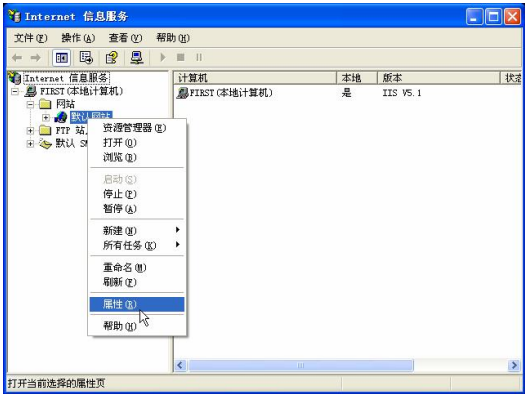 Internet 信息服务
文件(F) 操作(A) 查看(V) 帮助(H)
Internet 信息服务
FIRST(本地计算机)
网站
默认网站
FTP 站
默认 S
资源管理器(E)
打开(O)
浏览(B)
启动(S)
停止(P)
暂停(A)
新建(N)
所有任务(K)
重命名(M)
刷新(F)
属性(R)
帮助(H)
计算机 本地 版本 状态
FIRST(本地计算机) 是 IIS V5.1
打开当前选择的属性页